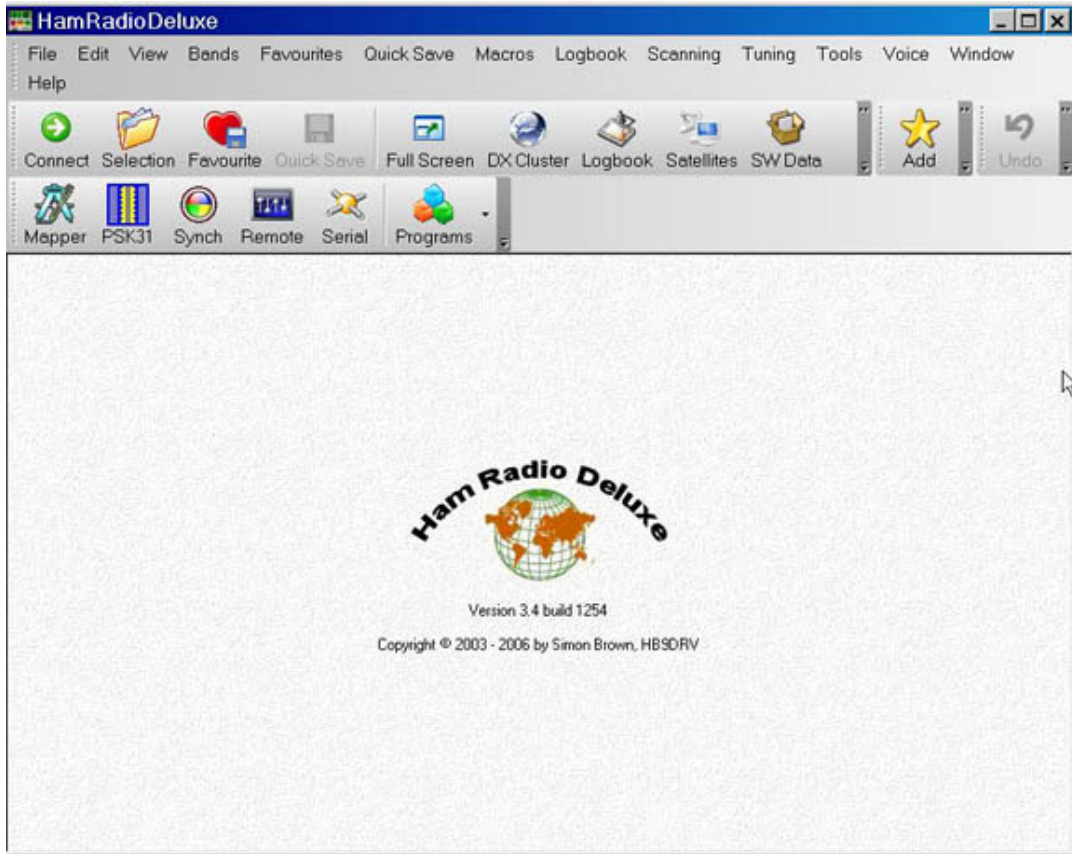 HamRadioDeluxe
File Edit View Bands Favourites Quick Save Macros Logbook Scanning Tuning Tools Voice Window
Help
Connect Selection Favourite Quick Save Full Screen DX Cluster Logbook Satellites SW Data Add Undo
Mapper PSK31 Synch Remote Serial Programs
Ham Radio Deluxe
Version 3.4 build 1254
Copyright © 2003 - 2006 by Simon Brown, HB9DRV